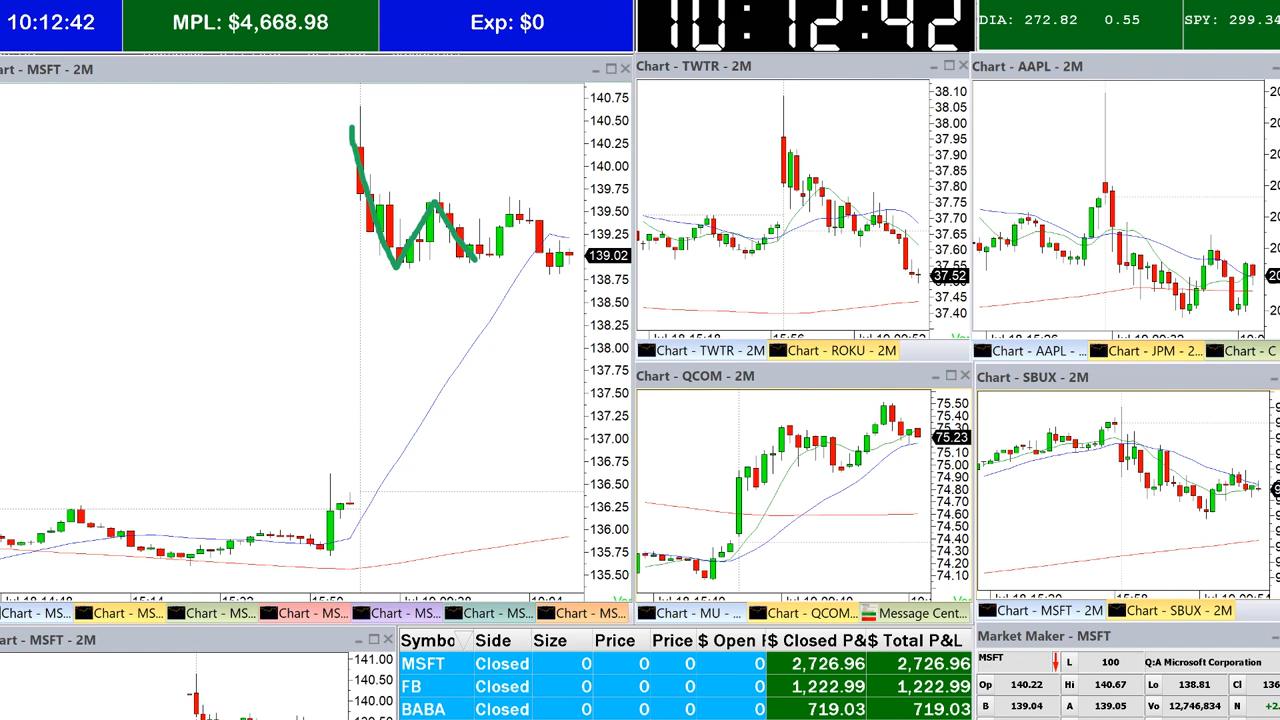 10:12:42 MPL: $4,668.98 Exp: $0 10:12:42 DIA: 272.82 0.55 SPY: 299.34
art - MSFT - 2M
Chart - TWTR - 2M
Chart - AAPL - 2M
140.75
140.50
140.25
140.00
139.75
139.50
139.25
139.02
138.75
138.50
138.25
138.00
137.75
137.50
137.25
137.00
136.75
136.50
136.25
136.00
135.75
135.50
38.10
38.05
38.00
37.95
37.90
37.85
37.80
37.75
37.70
37.65
37.60
37.52
37.45
37.40
Chart - TWTR - 2M Chart - ROKU - 2M
Chart - AAPL - ... Chart - JPM - 2... Chart - C
Chart - QCOM - 2M
Chart - SBUX - 2M
75.50
75.40
75.23
75.10
75.00
74.90
74.80
74.70
74.60
74.50
74.40
74.30
74.20
74.10
Chart - MS... Chart - MS... Chart - MS... Chart - MS... Chart - MS... Chart - MS... Chart - MS...
Chart - MU - ... Chart - QCOM... Message Cent...
Chart - MSFT - 2M Chart - SBUX - 2M
art - MSFT - 2M
141.00
140.50
Symbo Side Size Price Price $ Open $ Closed P& $ Total P&L
MSFT Closed 0 0 0 0 2,726.96 2,726.96
FB Closed 0 0 0 0 1,222.99 1,222.99
BABA Closed 0 0 0 0 719.03 719.03
Market Maker - MSFT
MSFT L 100 Q:A Microsoft Corporation
Op 140.22 Hi 140.67 Lo 138.81 Cl 136
B 139.04 A 139.05 Vo 12,746,834 N